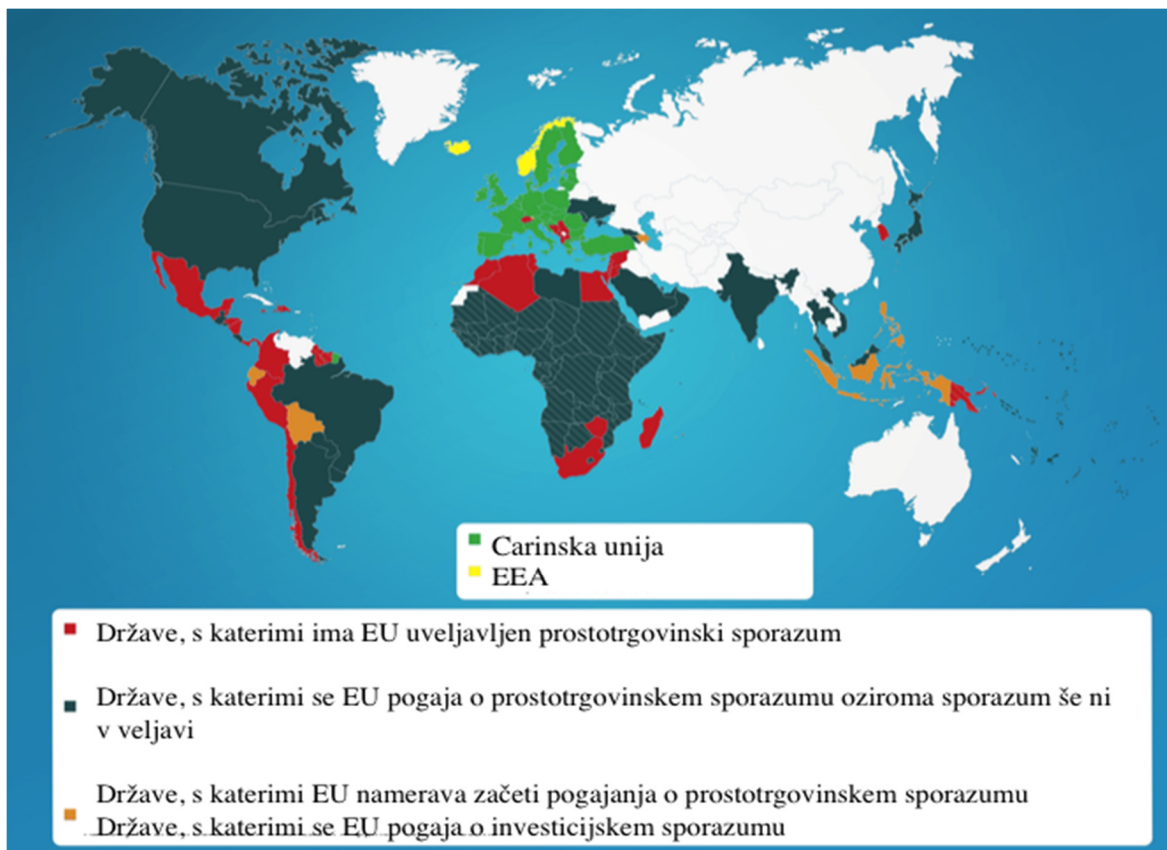 Carinska unija
EEA
Države, s katerimi ima EU uveljavljen prostotrgovinski sporazum
Države, s katerimi se EU pogaja o prostotrgovinskem sporazumu oziroma sporazum še ni
v veljavi
Države, s katerimi EU namerava začeti pogajanja o prostotrgovinskem sporazumu
Države, s katerimi se EU pogaja o investicijskem sporazumu